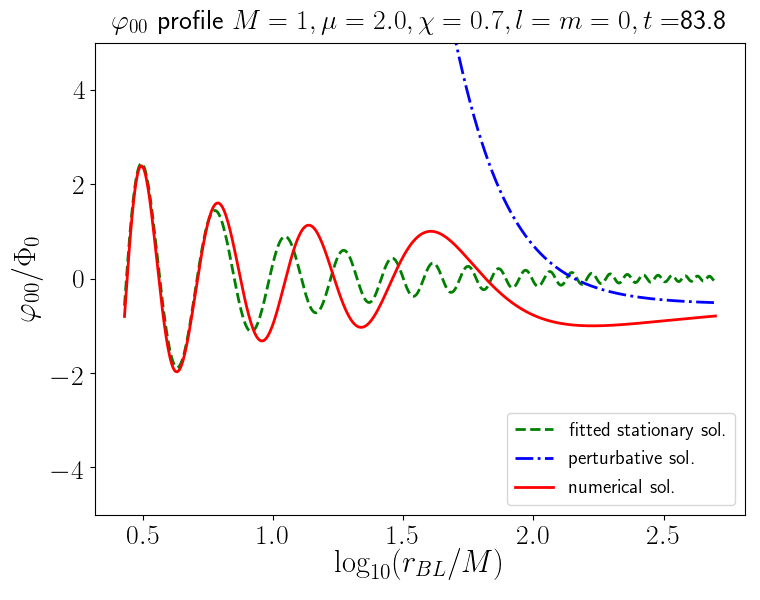 φ₀₀ profile M = 1, μ = 2.0, χ = 0.7, l = m = 0, t =83.8
φ₀₀/Φ₀
4
2
0
−2
−4
fitted stationary sol.
perturbative sol.
numerical sol.
0.5 1.0 1.5 2.0 2.5
log₁₀(r_BL/M)